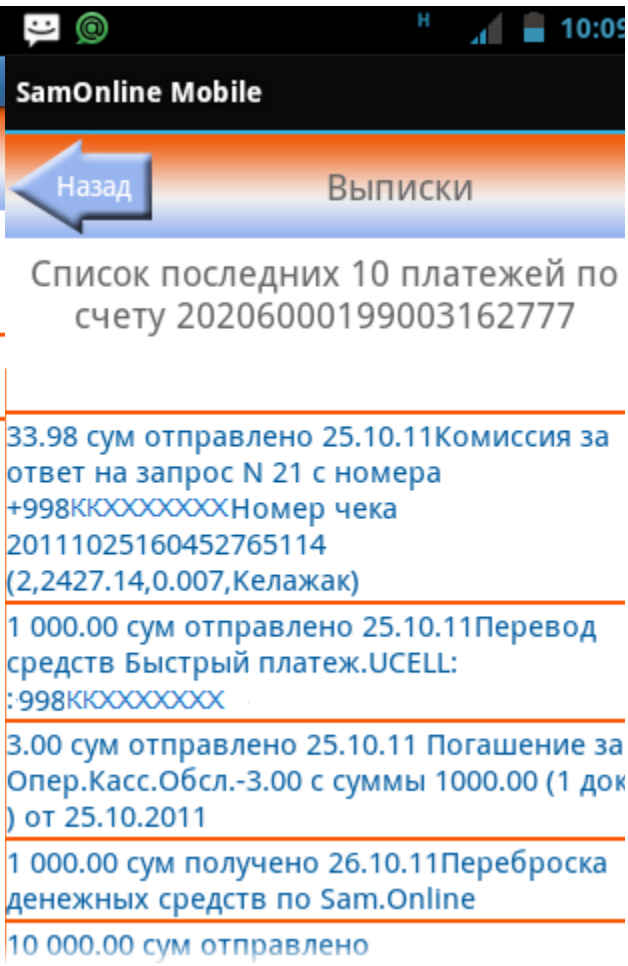 H 10:09
SamOnline Mobile
Назад
Выписки
Список последних 10 платежей по
счету 20206000199003162777
33.98 сум отправлено 25.10.11Комиссия за
ответ на запрос N 21 с номера
+998ККХХХХХХХНомер чека
20111025160452765114
(2,2427.14,0.007,Келажак)
1 000.00 сум отправлено 25.10.11Перевод
средств Быстрый платеж.UCELL:
:998ККХХХХХХХ
3.00 сум отправлено 25.10.11 Погашение за
Опер.Касс.Обсл.-3.00 с суммы 1000.00 (1 док
) от 25.10.2011
1 000.00 сум получено 26.10.11Переброска
денежных средств по Sam.Online
10 000.00 сум отправлено